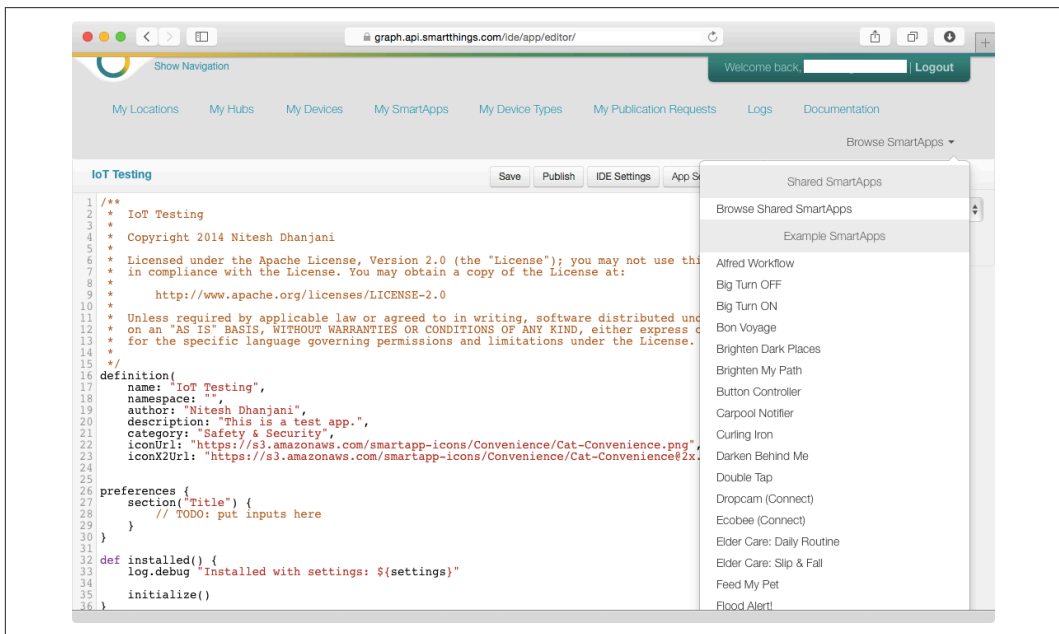 graph.api.smartthings.com/ide/app/editor/
Show Navigation
Welcome back, | Logout
My Locations My Hubs My Devices My SmartApps My Device Types My Publication Requests Logs Documentation
Browse SmartApps
IoT Testing
Save Publish IDE Settings App S
1 /**
2 * IoT Testing
3 *
4 * Copyright 2014 Nitesh Dhanjani
5 *
6 * Licensed under the Apache License, Version 2.0 (the "License"); you may not use thi
7 * in compliance with the License. You may obtain a copy of the License at:
8 *
9 * http://www.apache.org/licenses/LICENSE-2.0
10 *
11 * Unless required by applicable law or agreed to in writing, software distributed und
12 * on an "AS IS" BASIS, WITHOUT WARRANTIES OR CONDITIONS OF ANY KIND, either express o
13 * for the specific language governing permissions and limitations under the License.
14 *
15 */
16 definition(
17 name: "IoT Testing",
18 namespace: "",
19 author: "Nitesh Dhanjani",
20 description: "This is a test app.",
21 category: "Safety & Security",
22 iconUrl: "https://s3.amazonaws.com/smartapp-icons/Convenience/Cat-Convenience.png",
23 iconX2Url: "https://s3.amazonaws.com/smartapp-icons/Convenience/Cat-Convenience@2x.
24
25
26 preferences {
27 section("Title") {
28 // TODO: put inputs here
29 }
30 }
31
32 def installed() {
33 log.debug "Installed with settings: ${settings}"
34
35 initialize()
36 }
Shared SmartApps
Browse Shared SmartApps
Example SmartApps
Alfred Workflow
Big Turn OFF
Big Turn ON
Bon Voyage
Brighten Dark Places
Brighten My Path
Button Controller
Carpool Notifier
Curling Iron
Darken Behind Me
Double Tap
Dropcam (Connect)
Ecobee (Connect)
Elder Care: Daily Routine
Elder Care: Slip & Fall
Feed My Pet
Flood Alert!